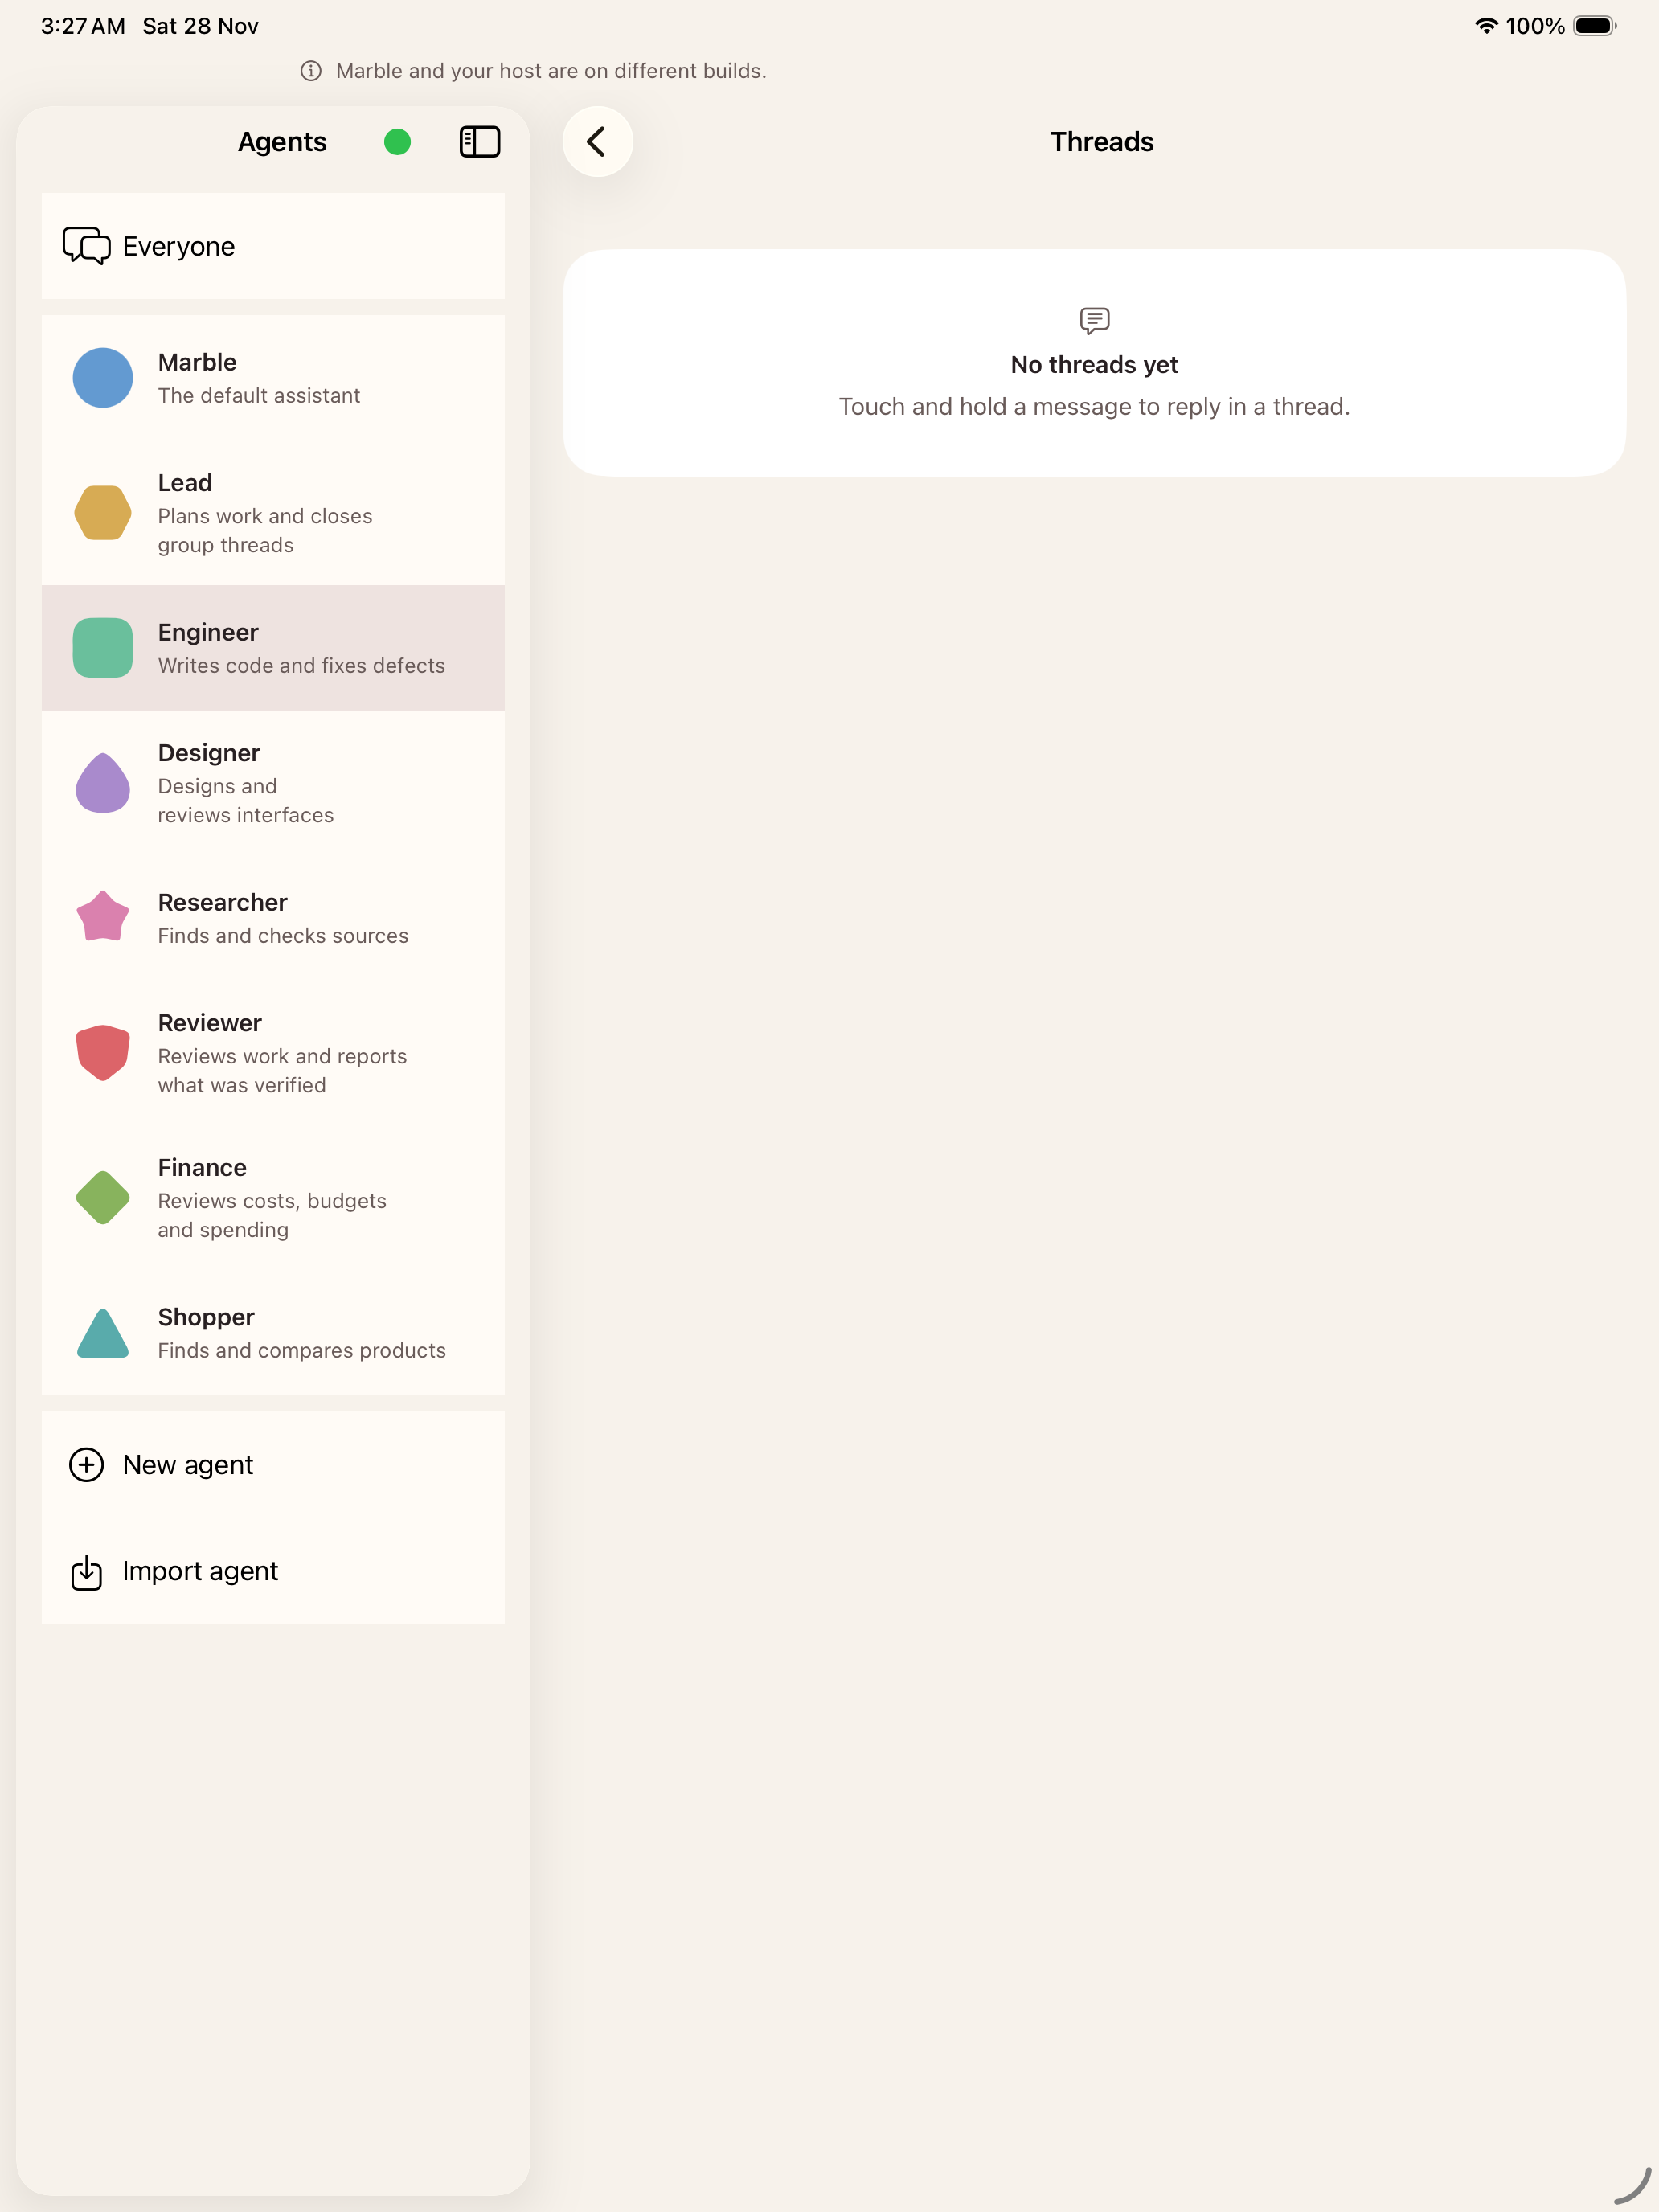 3:27 AM Sat 28 Nov
100%
Marble and your host are on different builds.
Agents
Threads
Everyone
Marble
The default assistant
Lead
Plans work and closes
group threads
Engineer
Writes code and fixes defects
Designer
Designs and
reviews interfaces
Researcher
Finds and checks sources
Reviewer
Reviews work and reports
what was verified
Finance
Reviews costs, budgets
and spending
Shopper
Finds and compares products
New agent
Import agent
No threads yet
Touch and hold a message to reply in a thread.